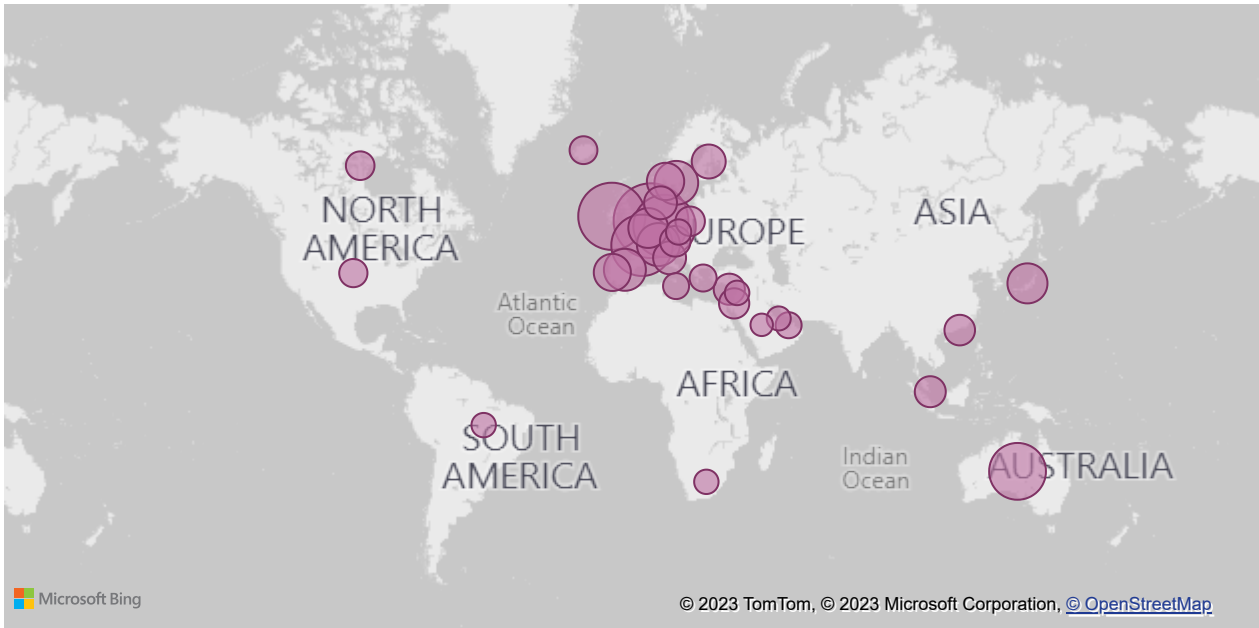 NORTH
AMERICA
UROPE
ASIA
Atlantic
Ocean
AFRICA
SOUTH
AMERICA
Indian
Ocean
AUSTRALIA
Microsoft Bing
© 2023 TomTom, © 2023 Microsoft Corporation, © OpenStreetMap